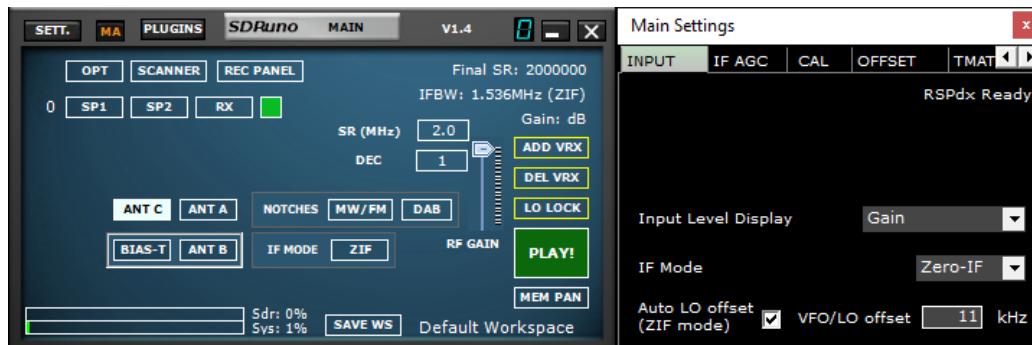 SETT. MA PLUGINS SDRuno MAIN V1.4 0 X
OPT SCANNER REC PANEL Final SR: 2000000
IFBW: 1.536MHz (ZIF)
0 SP1 SP2 RX Gain: dB
SR (MHz) 2.0 ADD VRX
DEC 1
DEL VRX
ANT C ANT A NOTCHES MW/FM DAB LO LOCK
BIAS-T ANT B IF MODE ZIF RF GAIN PLAY!
MEM PAN
Sdr: 0%
Sys: 1% SAVE WS Default Workspace
Main Settings x
INPUT IF AGC CAL OFFSET TMAT
RSPdx Ready
Input Level Display Gain
IF Mode Zero-IF
Auto LO offset
(ZIF mode) VFO/LO offset 11 kHz